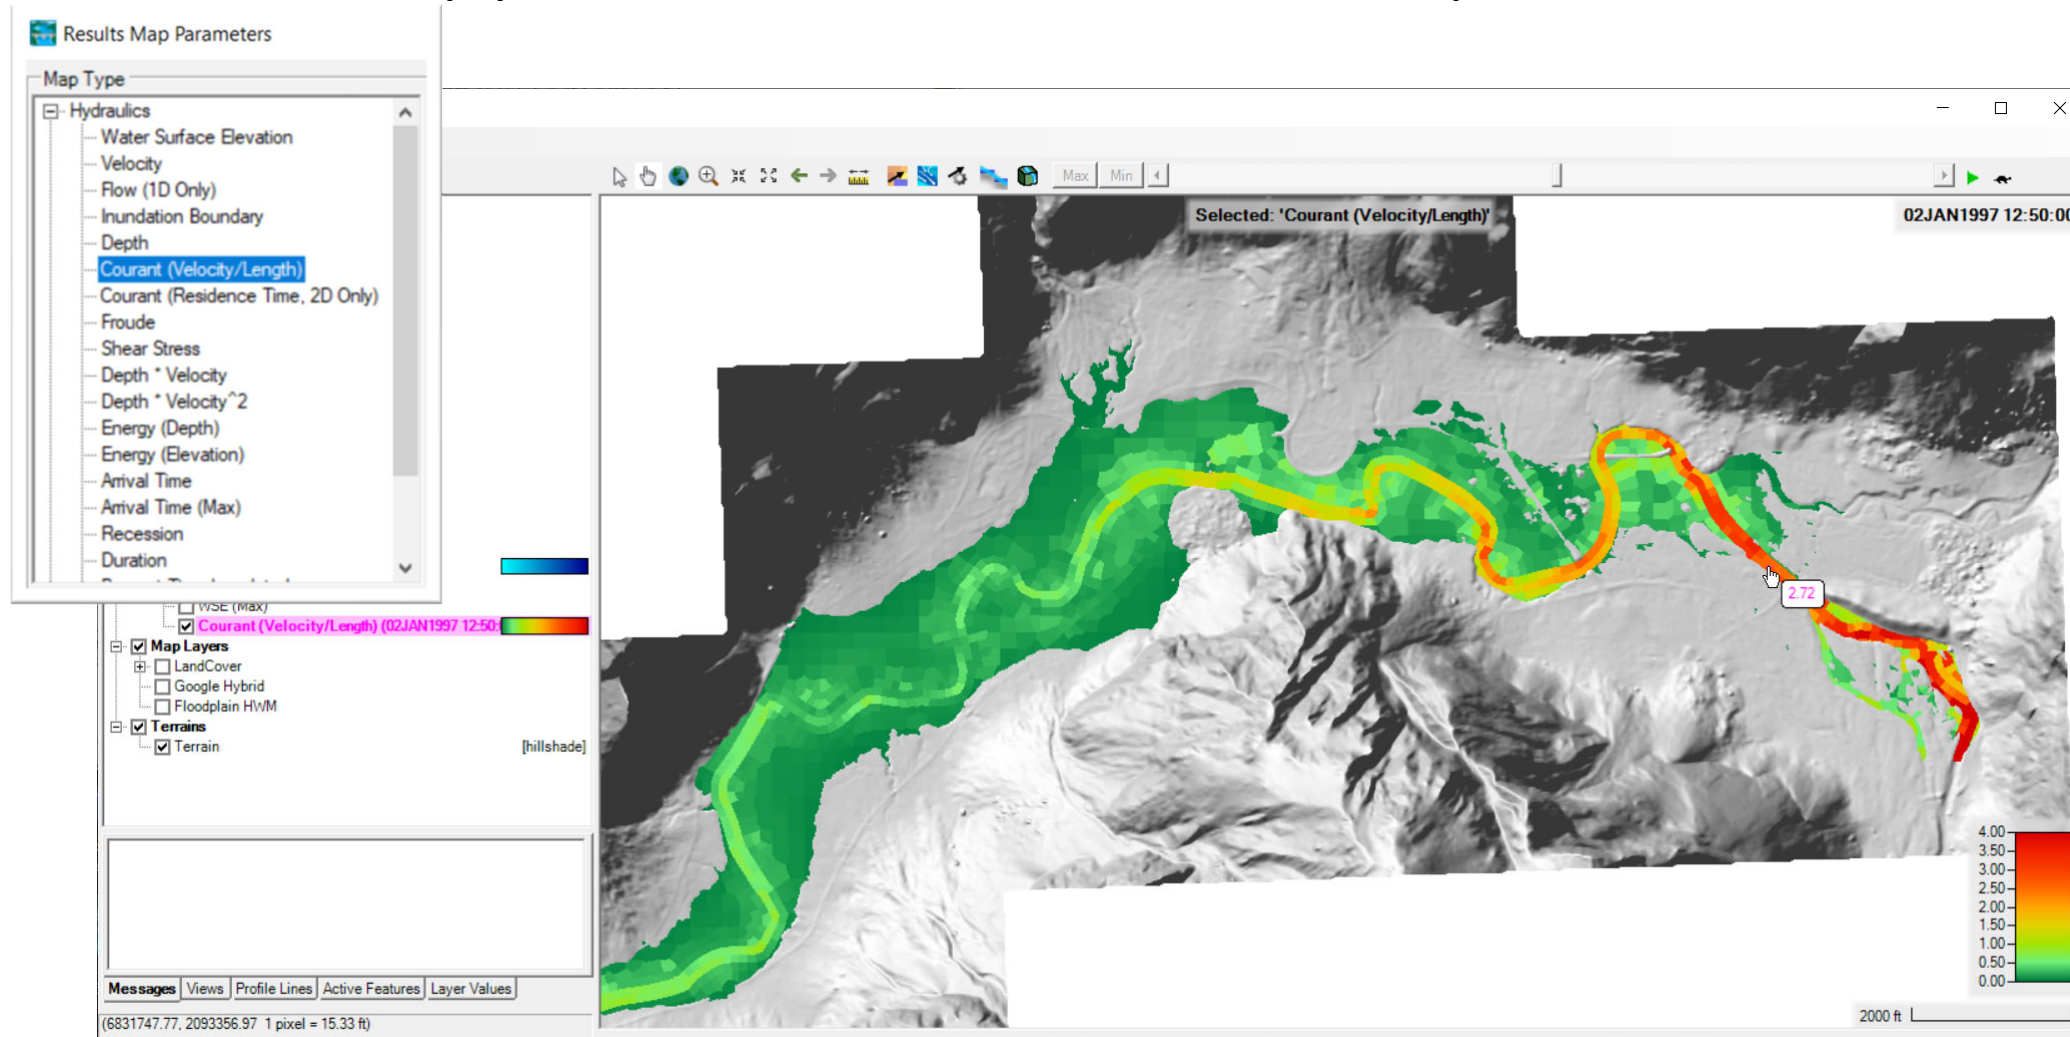 Results Map Parameters
Map Type
Hydraulics
Water Surface Elevation
Velocity
Flow (1D Only)
Inundation Boundary
Depth
Courant (Velocity/Length)
Courant (Residence Time, 2D Only)
Froude
Shear Stress
Depth * Velocity
Depth * Velocity^2
Energy (Depth)
Energy (Elevation)
Arrival Time
Arrival Time (Max)
Recession
Duration
Max Min
Selected: 'Courant (Velocity/Length)'
02JAN1997 12:50:00
2.72
WSE (Max)
Courant (Velocity/Length) (02JAN1997 12:50:
Map Layers
LandCover
Google Hybrid
Floodplain HWM
Terrains
Terrain [hillshade]
4.00
3.50
3.00
2.50
2.00
1.50
1.00
0.50
0.00
2000 ft
Messages Views Profile Lines Active Features Layer Values
(6831747.77, 2093356.97 1 pixel = 15.33 ft)